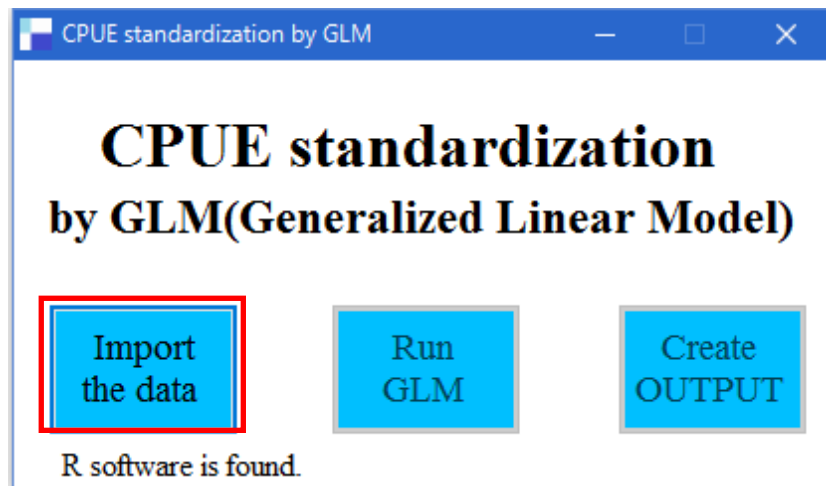 CPUE standardization by GLM
CPUE standardization
by GLM(Generalized Linear Model)
Import
the data
Run
GLM
Create
OUTPUT
R software is found.